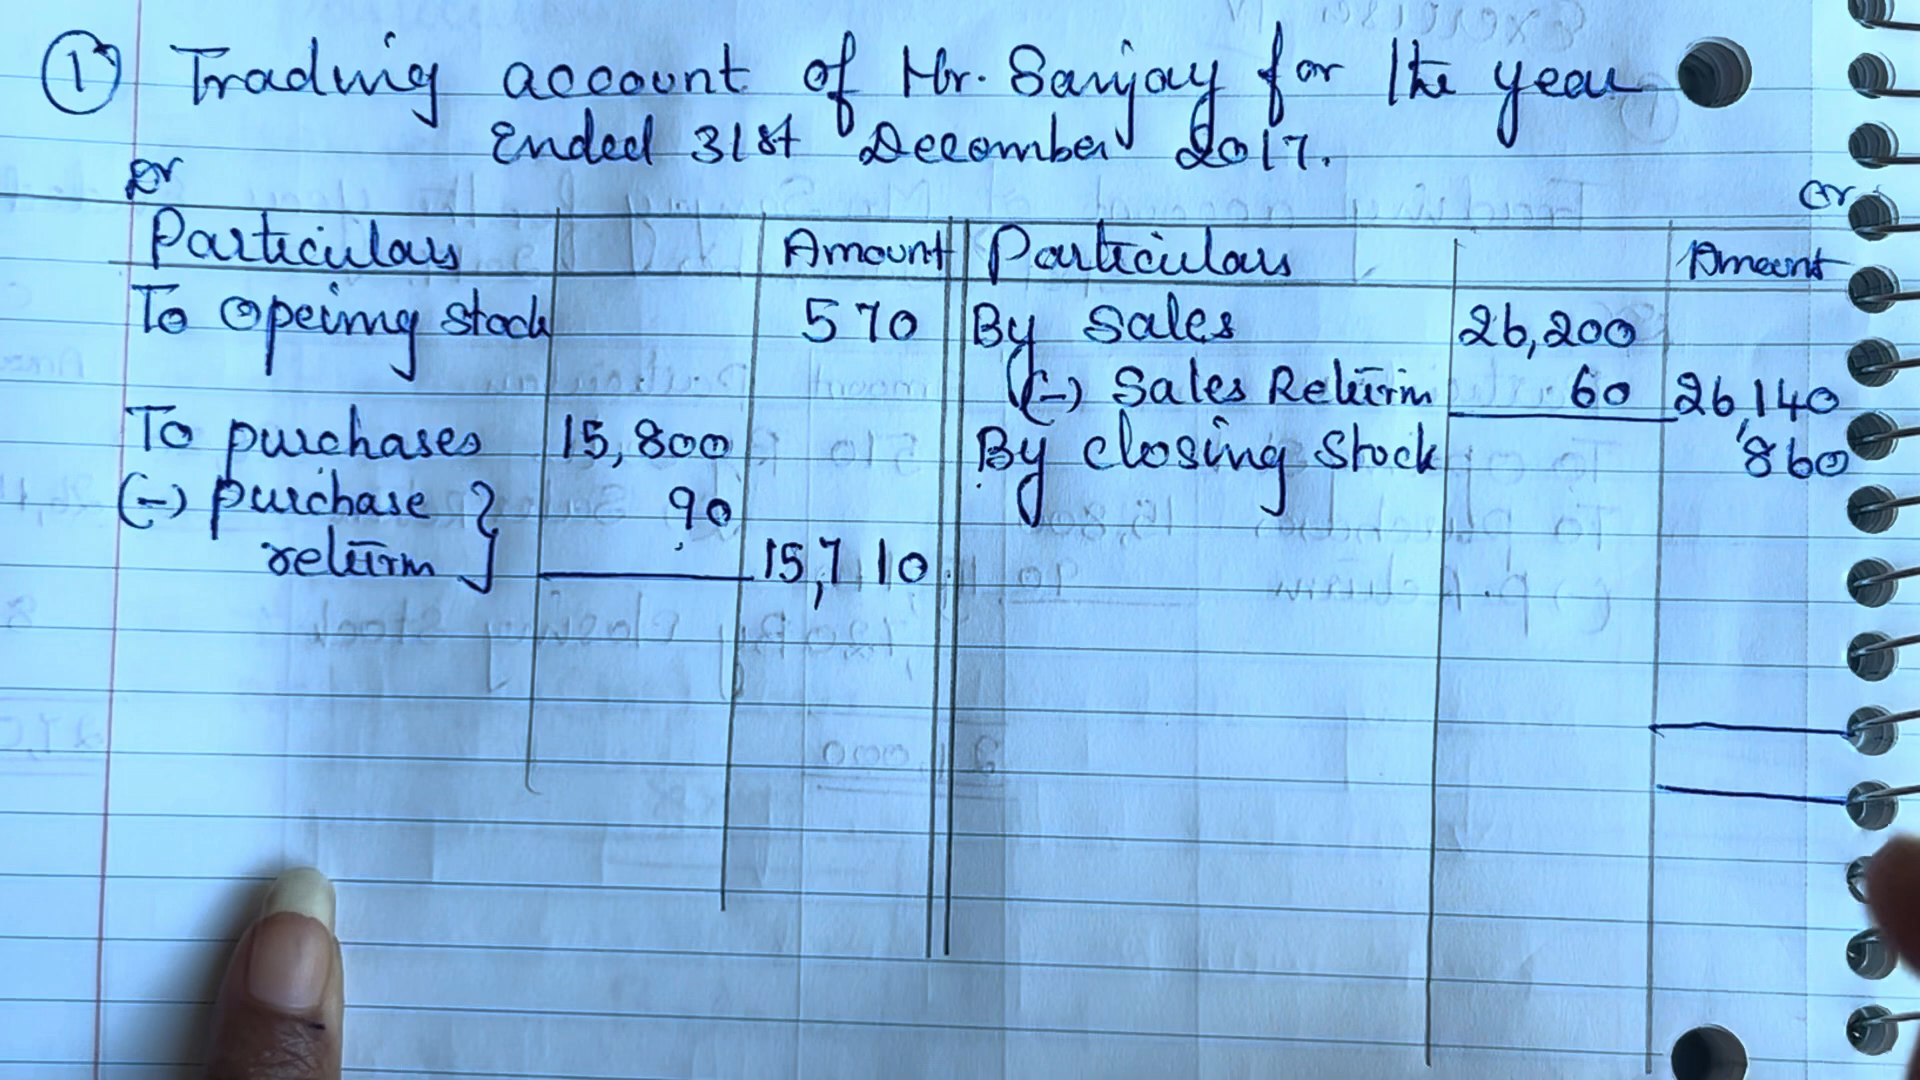 ① Trading account of Mr. Sanjay for the year
Ended 31st December 2017.
Dr
Cr
Particulars Amount Particulars Amount
To opeimg stock 570 By Sales 26,200
(-) Sales Return 60 26,140
To purchases 15,800 By closing Stock 860
(-) purchase } 90
return 15,710